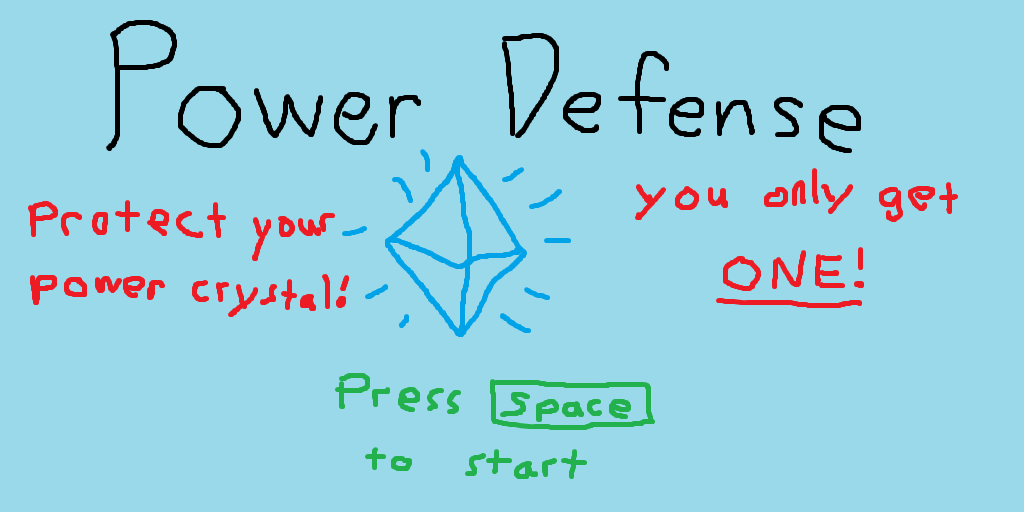 Power Defense
Protect your
power crystal!
you only get
ONE!
Press Space
to start